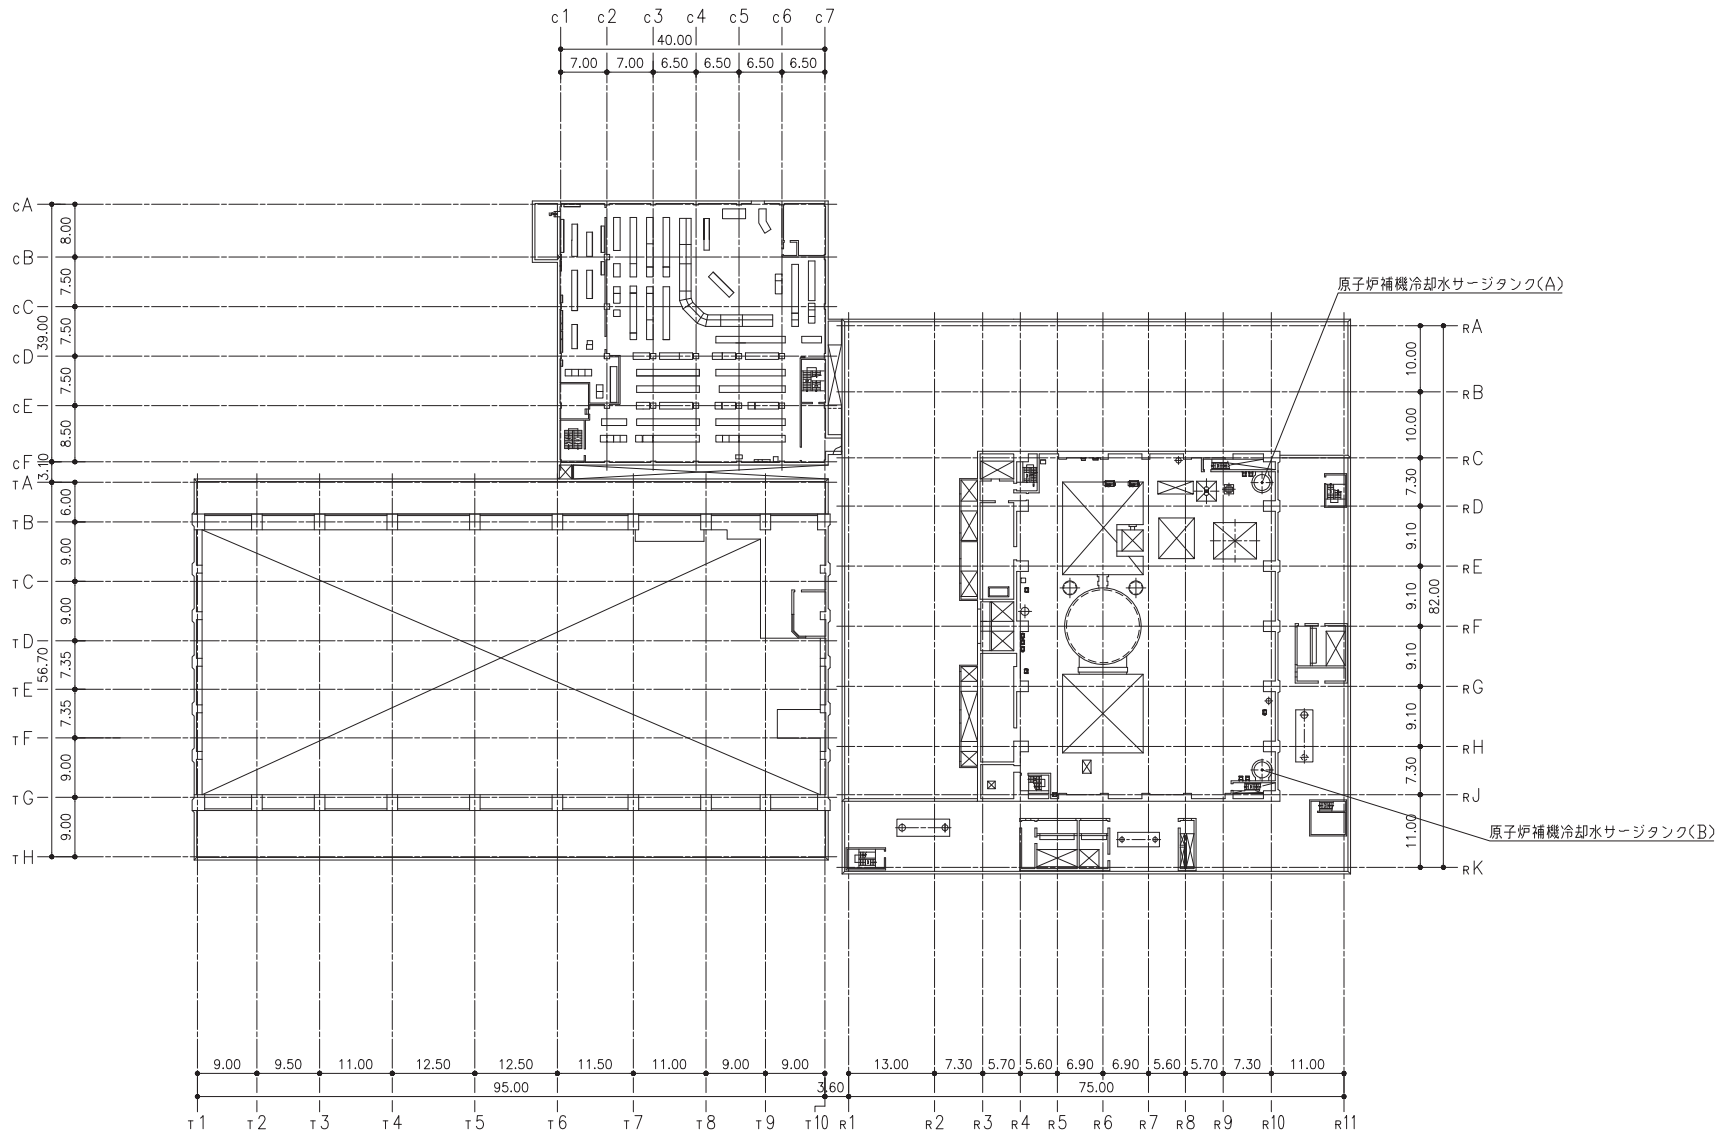 C1 C2 C3 C4 C5 C6 C7
40.00
7.00 7.00 6.50 6.50 6.50 6.50
CA
8.00
CB
7.50
CC
39.00
7.50
CD
7.50
CE
8.50
CF
3.10
TA
6.00
TB
9.00
TC
9.00
TD
56.70
7.35
TE
7.35
TF
9.00
TG
9.00
TH
原子炉補機冷却水サージタンク(A)
RA
10.00
RB
10.00
RC
7.30
RD
9.10
RE
9.10
82.00
RF
9.10
RG
9.10
RH
7.30
RJ
原子炉補機冷却水サージタンク(B)
11.00
RK
9.00 9.50 11.00 12.50 12.50 11.50 11.00 9.00 9.00 13.00 7.30 5.70 5.60 6.90 6.90 5.60 5.70 7.30 11.00
95.00 3.60 75.00
T1 T2 T3 T4 T5 T6 T7 T8 T9 T10 R1 R2 R3 R4 R5 R6 R7 R8 R9 R10 R11